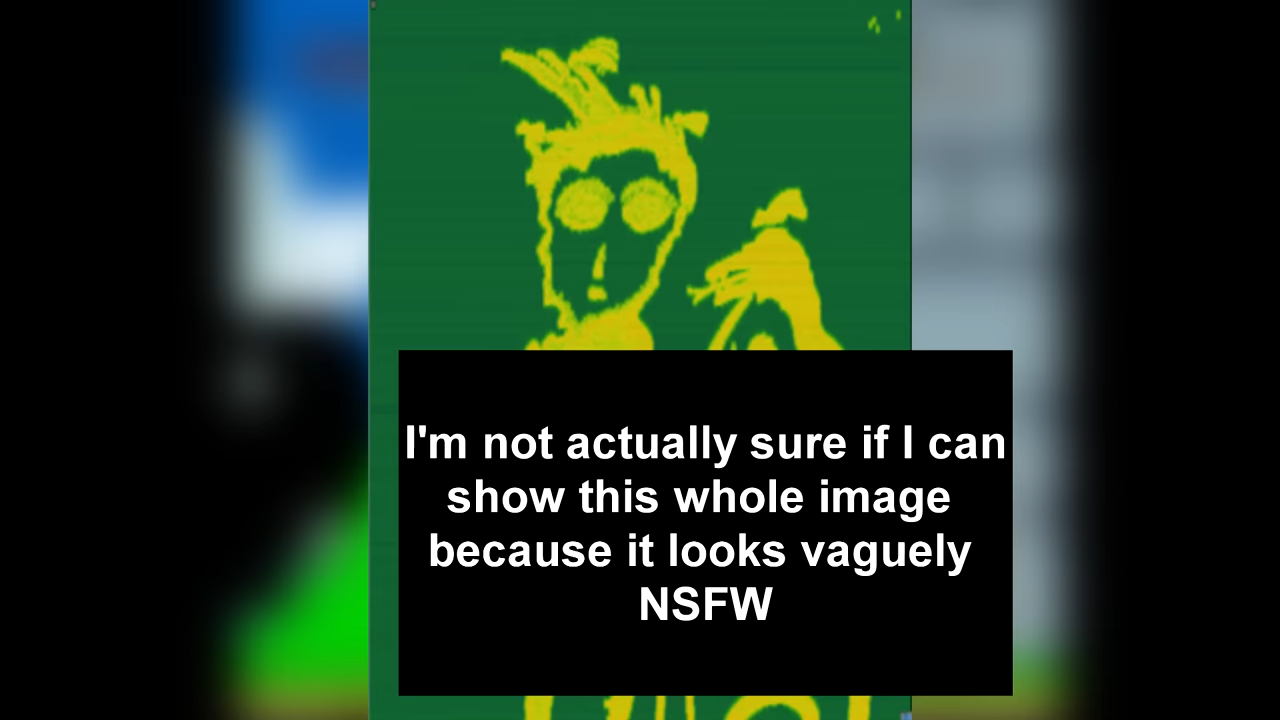 I'm not actually sure if I can
show this whole image
because it looks vaguely
NSFW